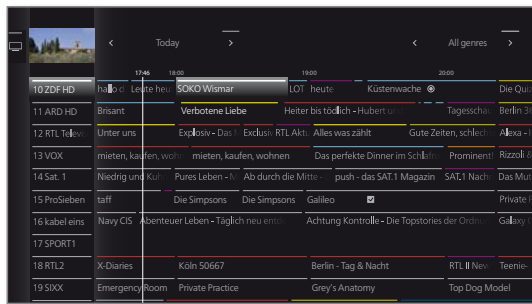 Today All genres
17:46 18:00 19:00 20:00
10 ZDF HD hallo d Leute heu SOKO Wismar LOT heute Küstenwache Die Quiz
11 ARD HD Brisant Verbotene Liebe Heiter bis tödlich - Hubert un Tagesschau Berlin
12 RTL Televis Unter uns Explosiv - Das Exclusiv RTL Aktu Alles was zählt Gute Zeiten, schlech Alexa - I
13 VOX mieten, kaufen, wohn mieten, kaufen, wohnen Das perfekte Dinner im Schlafr Prominent! Rizzoli &
14 Sat. 1 Niedrig und Kuh Pures Leben - M Ab durch die Mitte - push - das SAT.1 Magazin SAT.1 Nach Das Mut
15 ProSieben taff Die Simpsons Die Simpsons Galileo Private
16 kabel eins Navy CIS Abenteuer Leben - Täglich neu ent Achtung Kontrolle - Die Topstories der Ordnu Galaxy
17 SPORT1
18 RTL2 X-Diaries Köln 50667 Berlin - Tag & Nacht RTL II New Teenie-
19 SIXX Emergency Room Private Practice Grey's Anatomy Top Dog Model